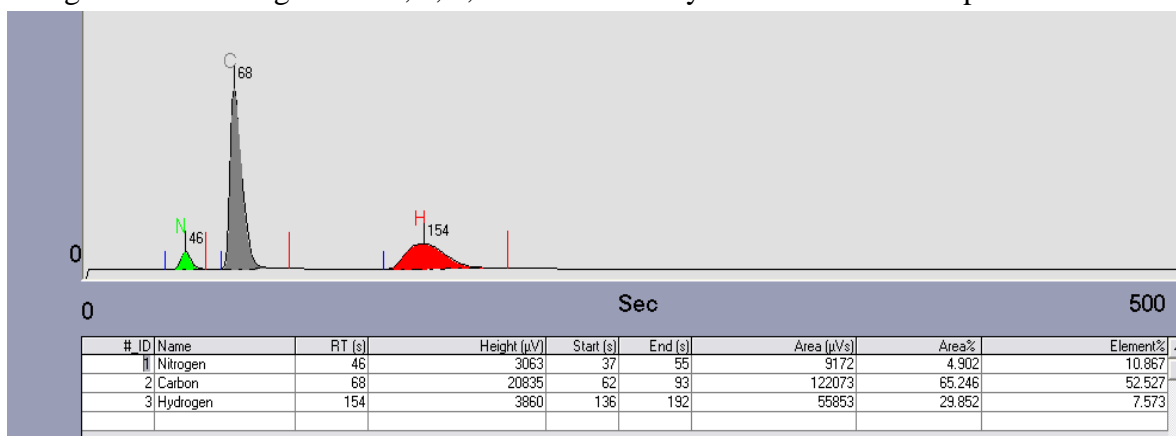 C
68
N
46
H
154
0
0 Sec 500
#_ID Name RT (s) Height (µV) Start (s) End (s) Area (µVs) Area% Element%
1 Nitrogen 46 3063 37 55 9172 4.902 10.867
2 Carbon 68 20835 62 93 122073 65.246 52.527
3 Hydrogen 154 3860 136 192 55853 29.852 7.573